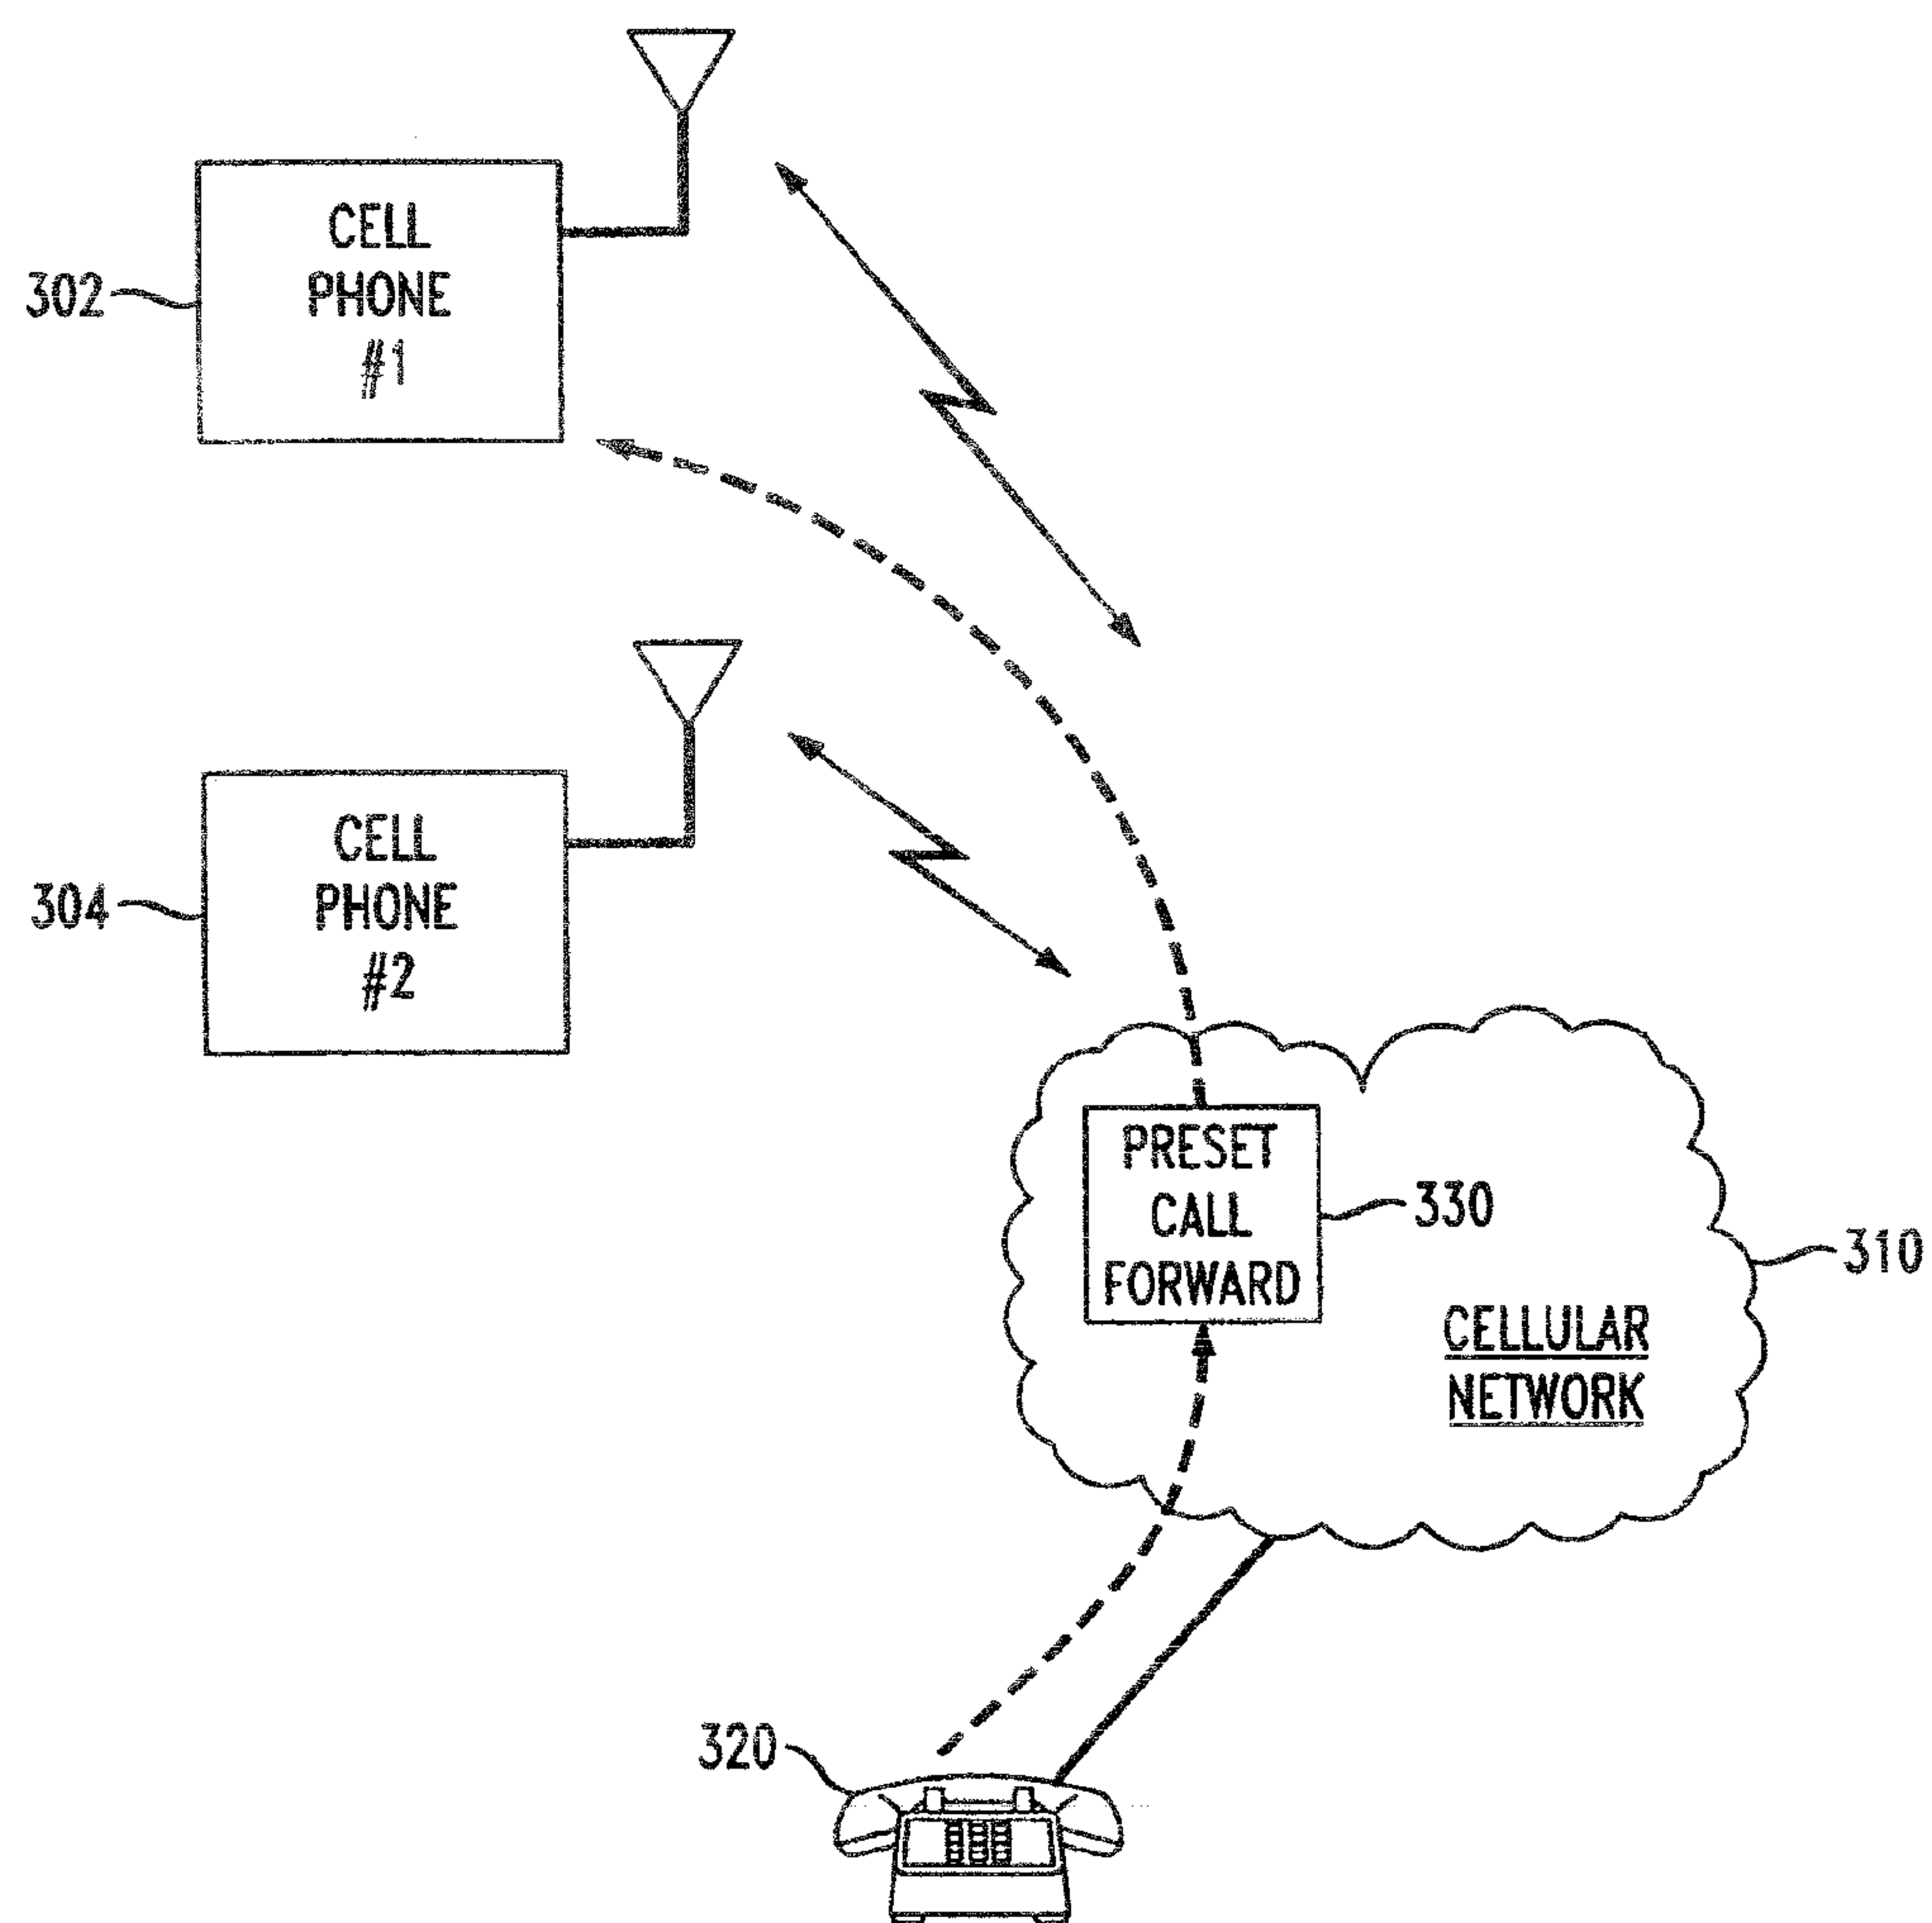 CELL
PHONE
#1
302
CELL
PHONE
#2
304
PRESET
CALL
FORWARD
330
310
CELLULAR
NETWORK
320